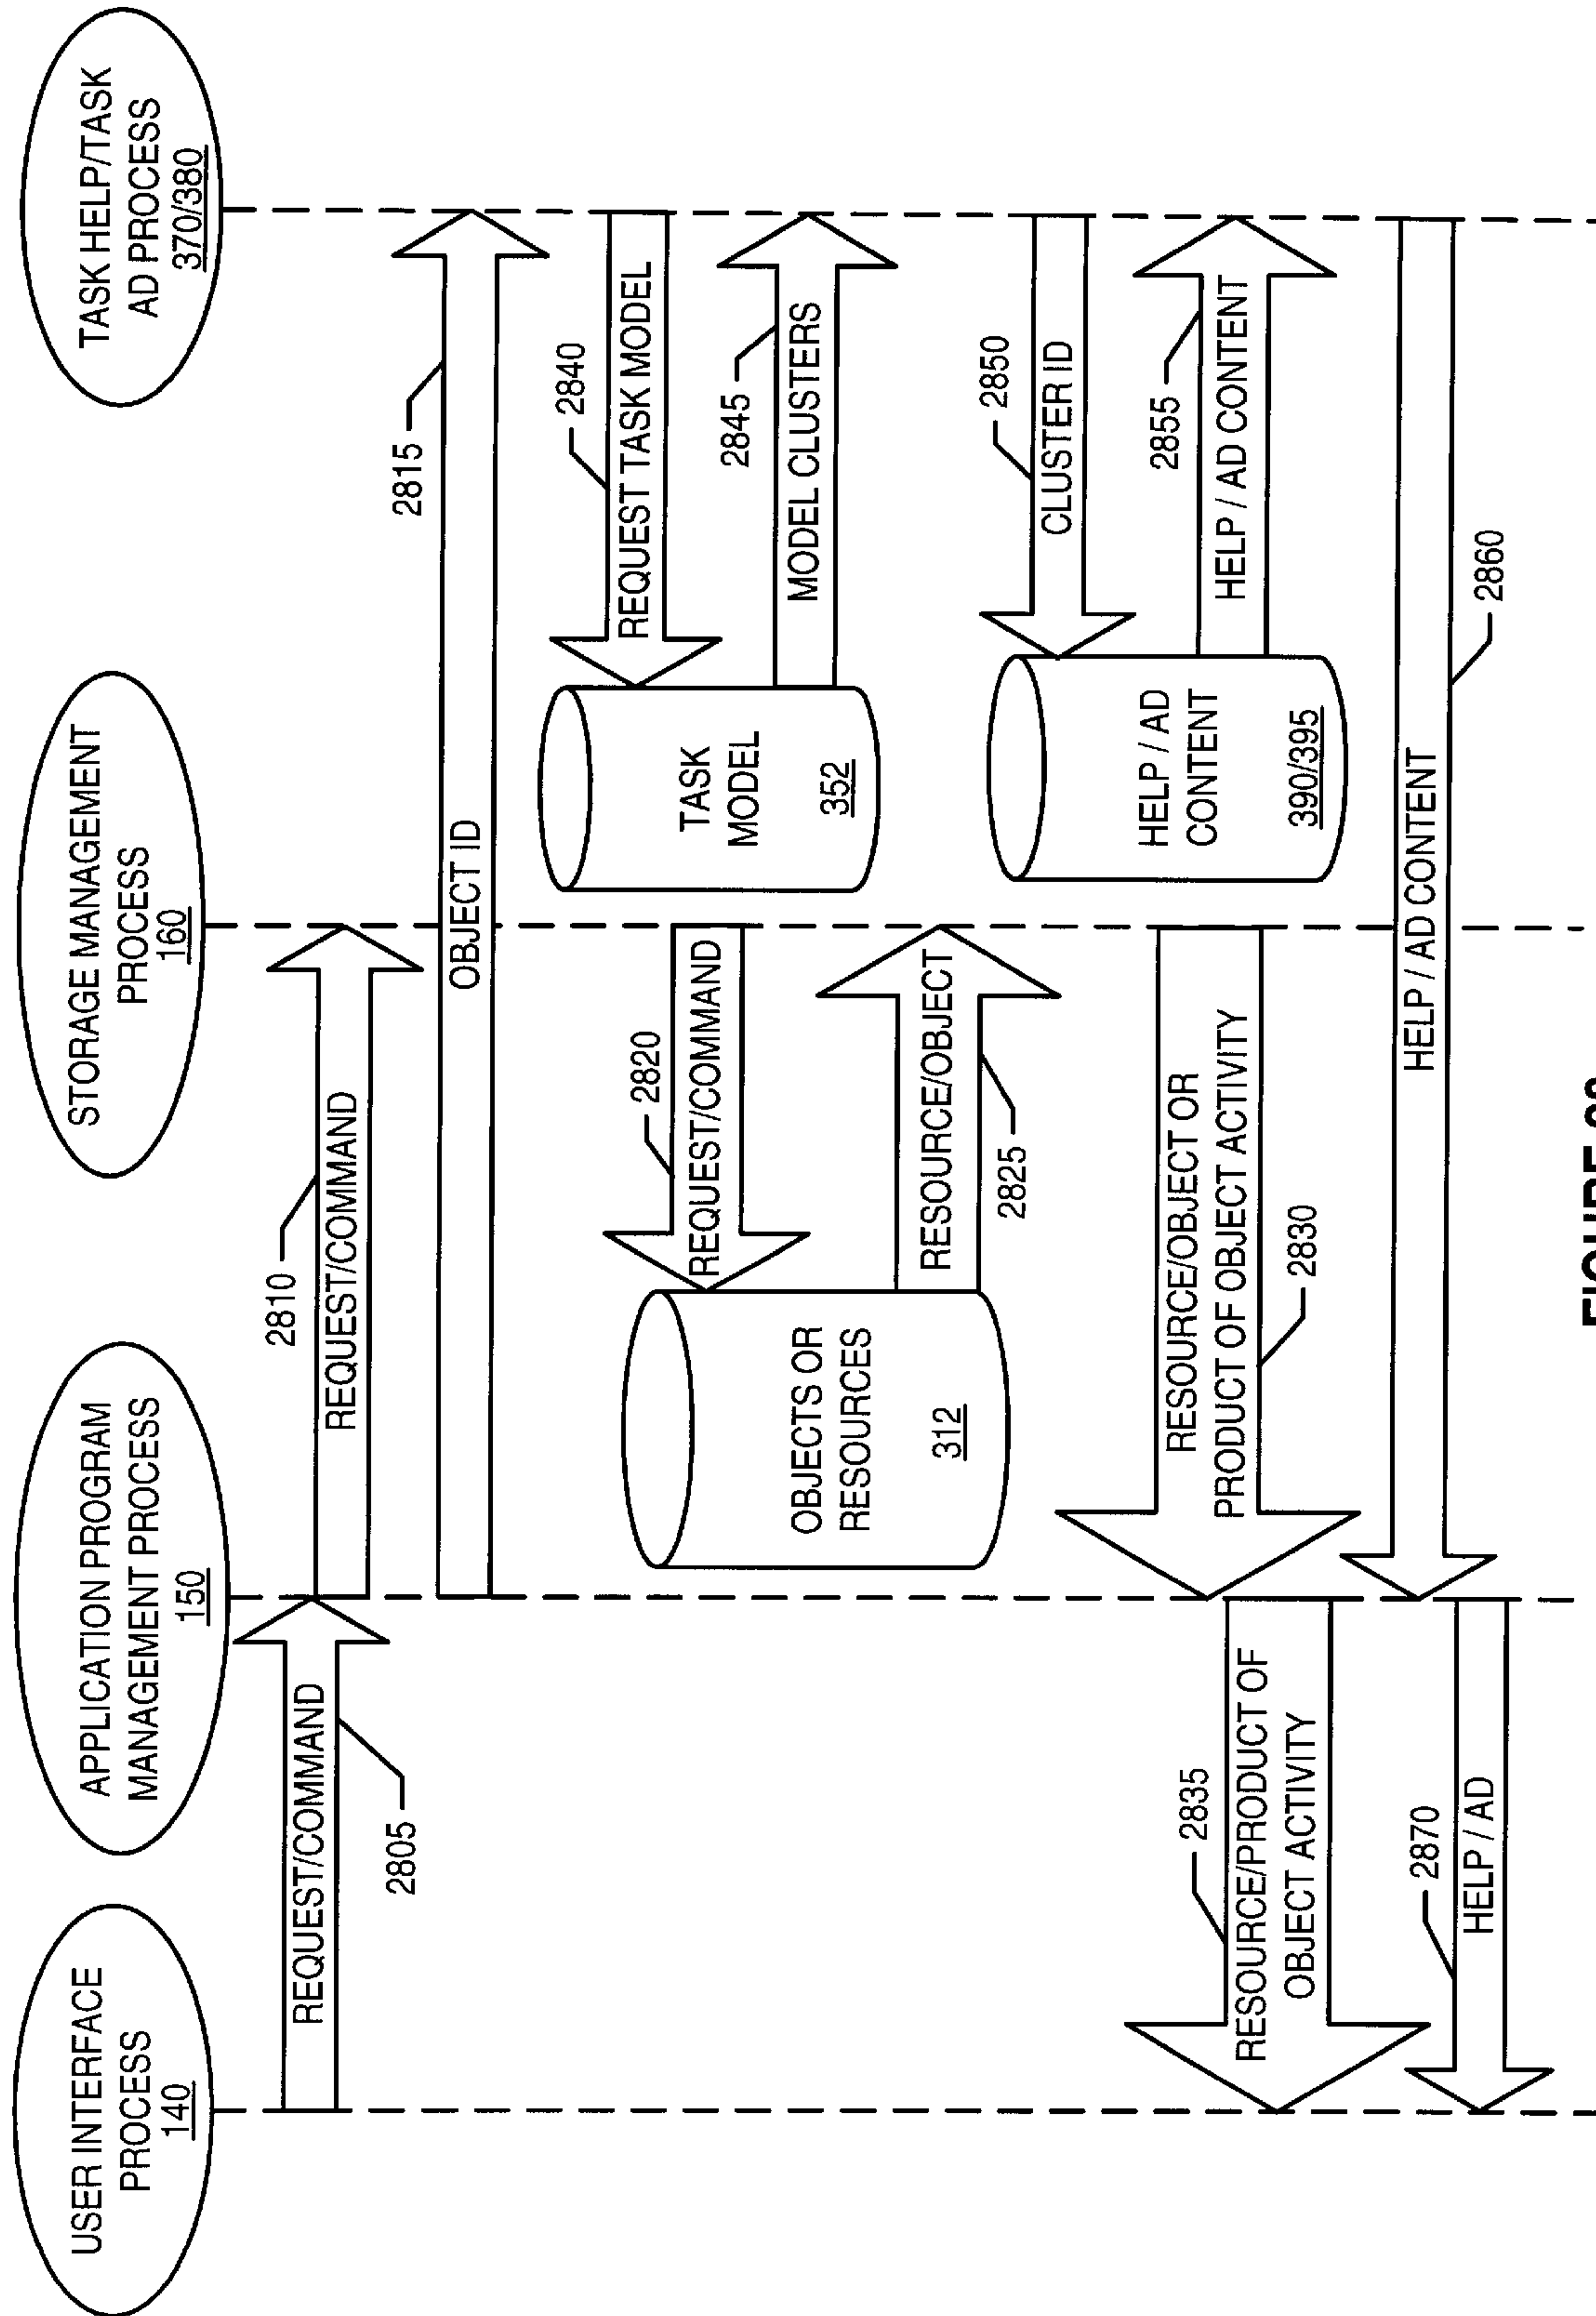 USER INTERFACE
PROCESS
140
APPLICATION PROGRAM
MANAGEMENT PROCESS
150
STORAGE MANAGEMENT
PROCESS
160
TASK HELP/TASK
AD PROCESS
370/380
REQUEST/COMMAND
2805
2810
REQUEST/COMMAND
2815
OBJECT ID
2820
REQUEST/COMMAND
OBJECTS OR
RESOURCES
312
RESOURCE/OBJECT
2825
2840
REQUEST TASK MODEL
TASK
MODEL
352
2845
MODEL CLUSTERS
2850
CLUSTER ID
HELP / AD
CONTENT
390/395
2855
HELP / AD CONTENT
RESOURCE/OBJECT OR
PRODUCT OF OBJECT ACTIVITY
2830
2835
RESOURCE/PRODUCT OF
OBJECT ACTIVITY
HELP / AD CONTENT
2860
2870
HELP / AD
FIGURE